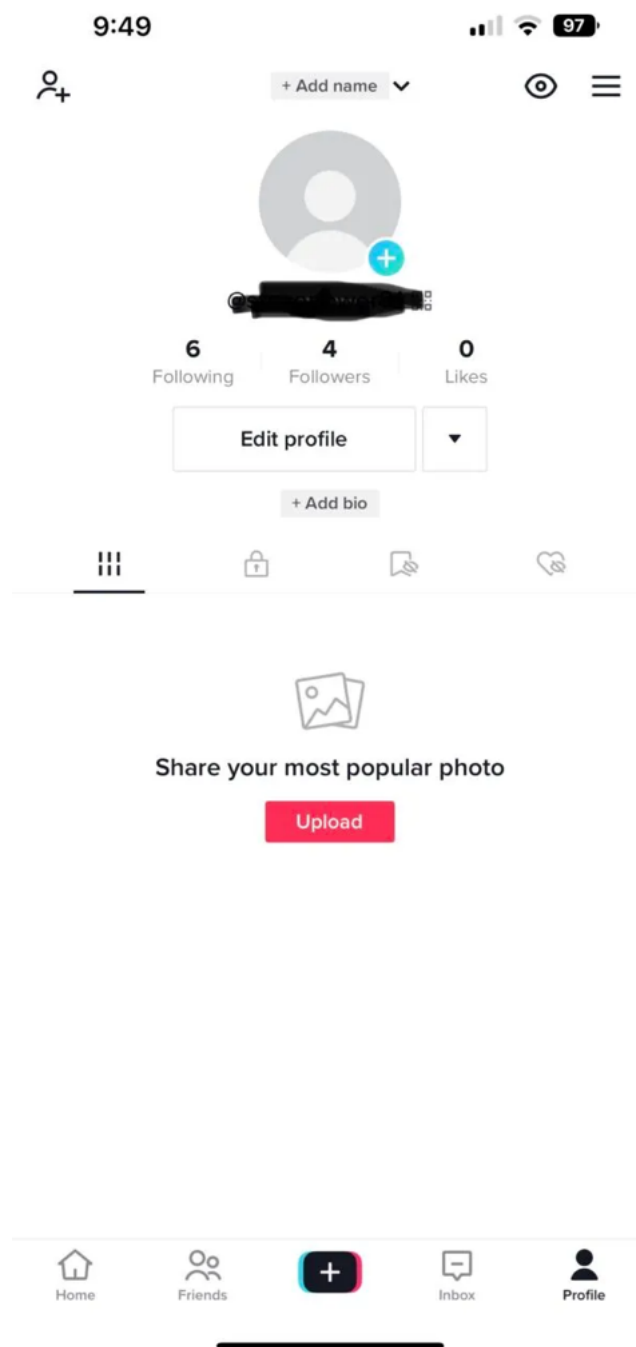 9:49
97
+ Add name
6 4 0
Following Followers Likes
Edit profile
+ Add bio
Share your most popular photo
Upload
Home Friends Inbox Profile